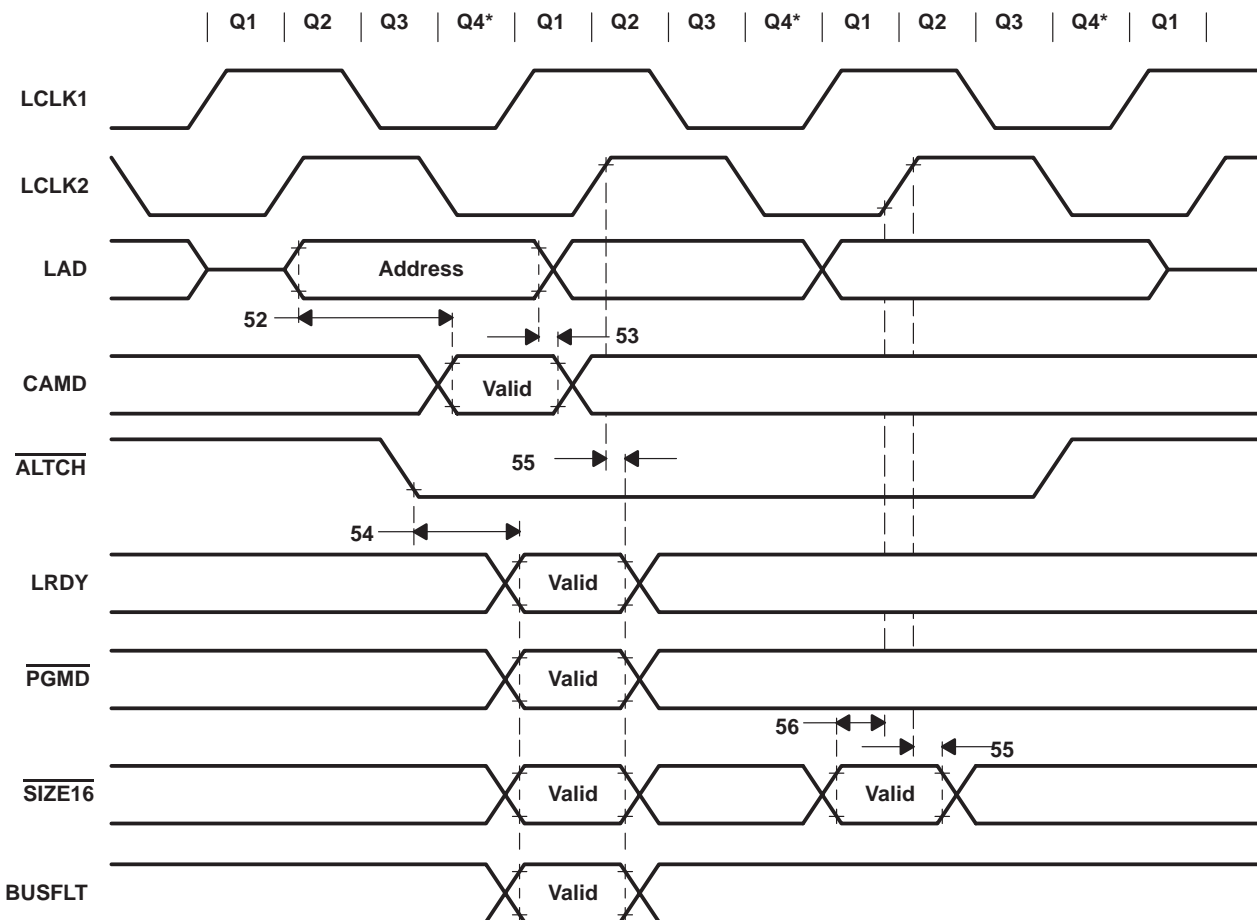 Q1 Q2 Q3 Q4* Q1 Q2 Q3 Q4* Q1 Q2 Q3 Q4* Q1
LCLK1
LCLK2
LAD Address
52
53
CAMD Valid
ALTCH
55
54
LRDY Valid
PGMD Valid
56
55
SIZE16 Valid Valid
BUSFLT Valid